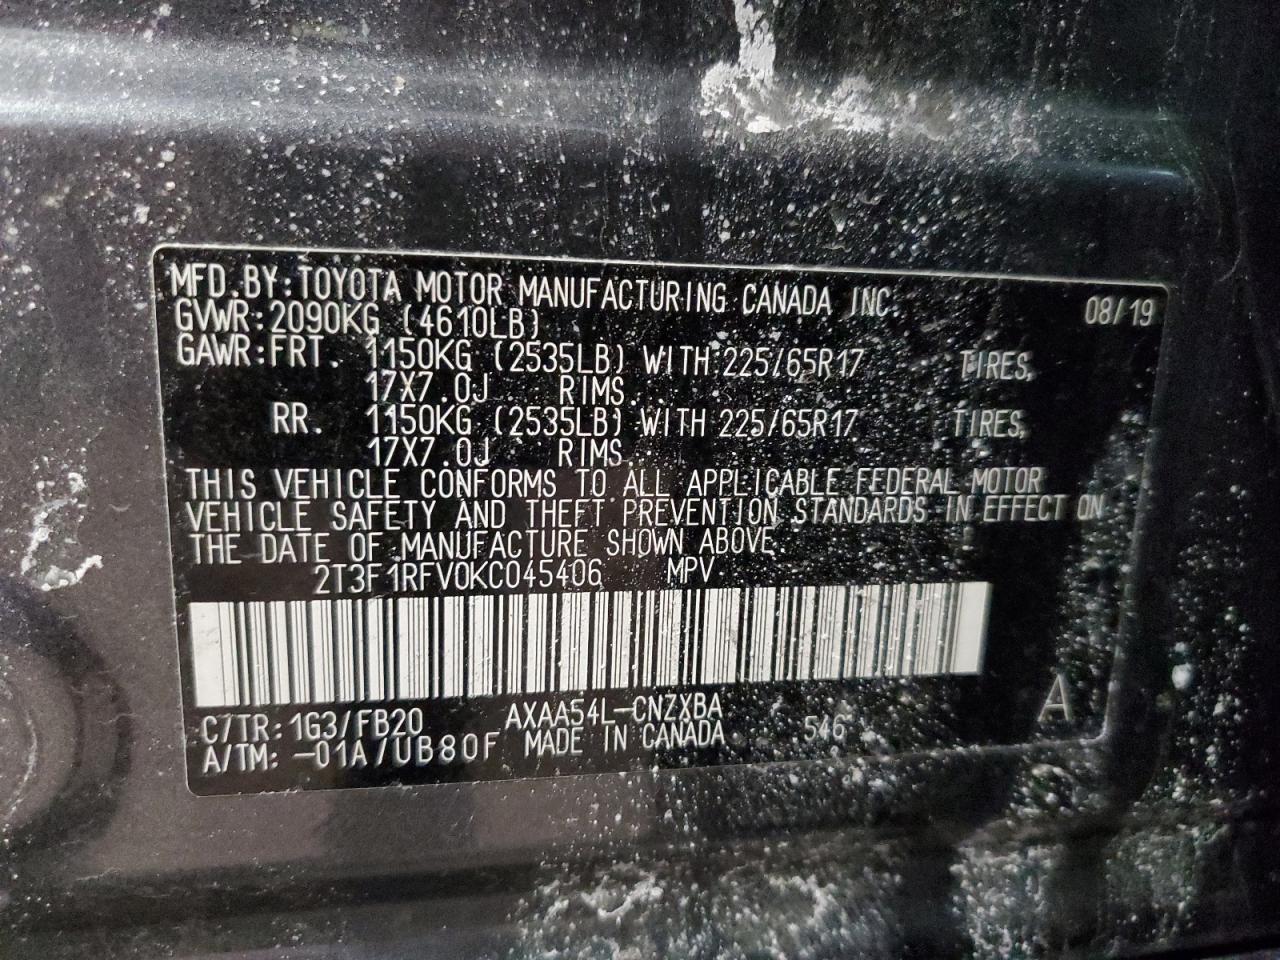 MFD.BY:TOYOTA MOTOR MANUFACTURING CANADA INC. 08/19
GVWR:2090KG (4610LB)
GAWR:FRT. 1150KG (2535LB) WITH 225/65R17 TIRES,
17X7.0J RIMS.
RR. 1150KG (2535LB) WITH 225/65R17 TIRES,
17X7.0J RIMS.
THIS VEHICLE CONFORMS TO ALL APPLICABLE FEDERAL MOTOR
VEHICLE SAFETY AND THEFT PREVENTION STANDARDS IN EFFECT ON
THE DATE OF MANUFACTURE SHOWN ABOVE.
2T3F1RFV0KC045406 MPV
C/TR: 1G3/FB20 AXAA54L-CNZXBA A
A/TM: -01A/UB80F MADE IN CANADA 546